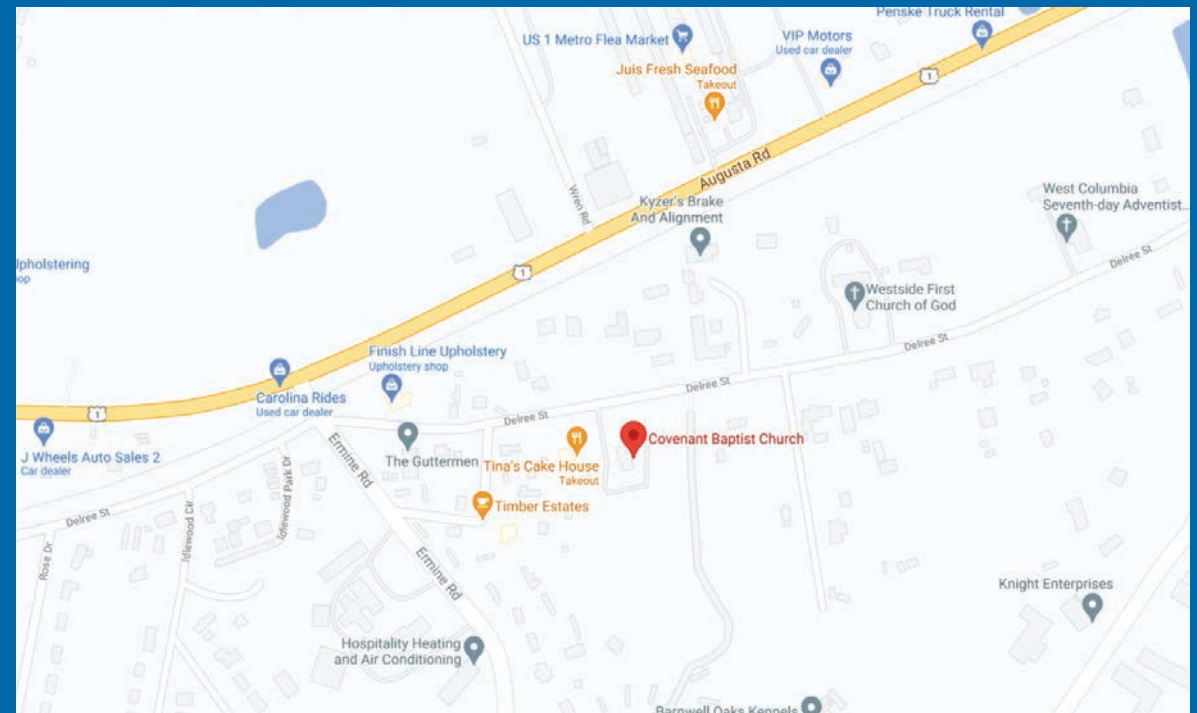 Penske Truck Rental
US 1 Metro Flea Market
VIP Motors
Used car dealer
Juis Fresh Seafood
Takeout
1
Augusta Rd
Wren Rd
Kyzer's Brake
And Alignment
West Columbia
Seventh-day Adventist...
Delree St
Upholstering
1
Westside First
Church of God
Delree St
Finish Line Upholstery
Upholstery shop
Delree St
Carolina Rides
Used car dealer
1
Delree St
Covenant Baptist Church
J Wheels Auto Sales 2
Car dealer
Ermine Rd
The Guttermen
Tina's Cake House
Takeout
Idlewood Park Dr
Timber Estates
Delree St
Idlewood Cir
Rose Dr
Ermine Rd
Knight Enterprises
Hospitality Heating
and Air Conditioning
Barnwell Oaks Kennels